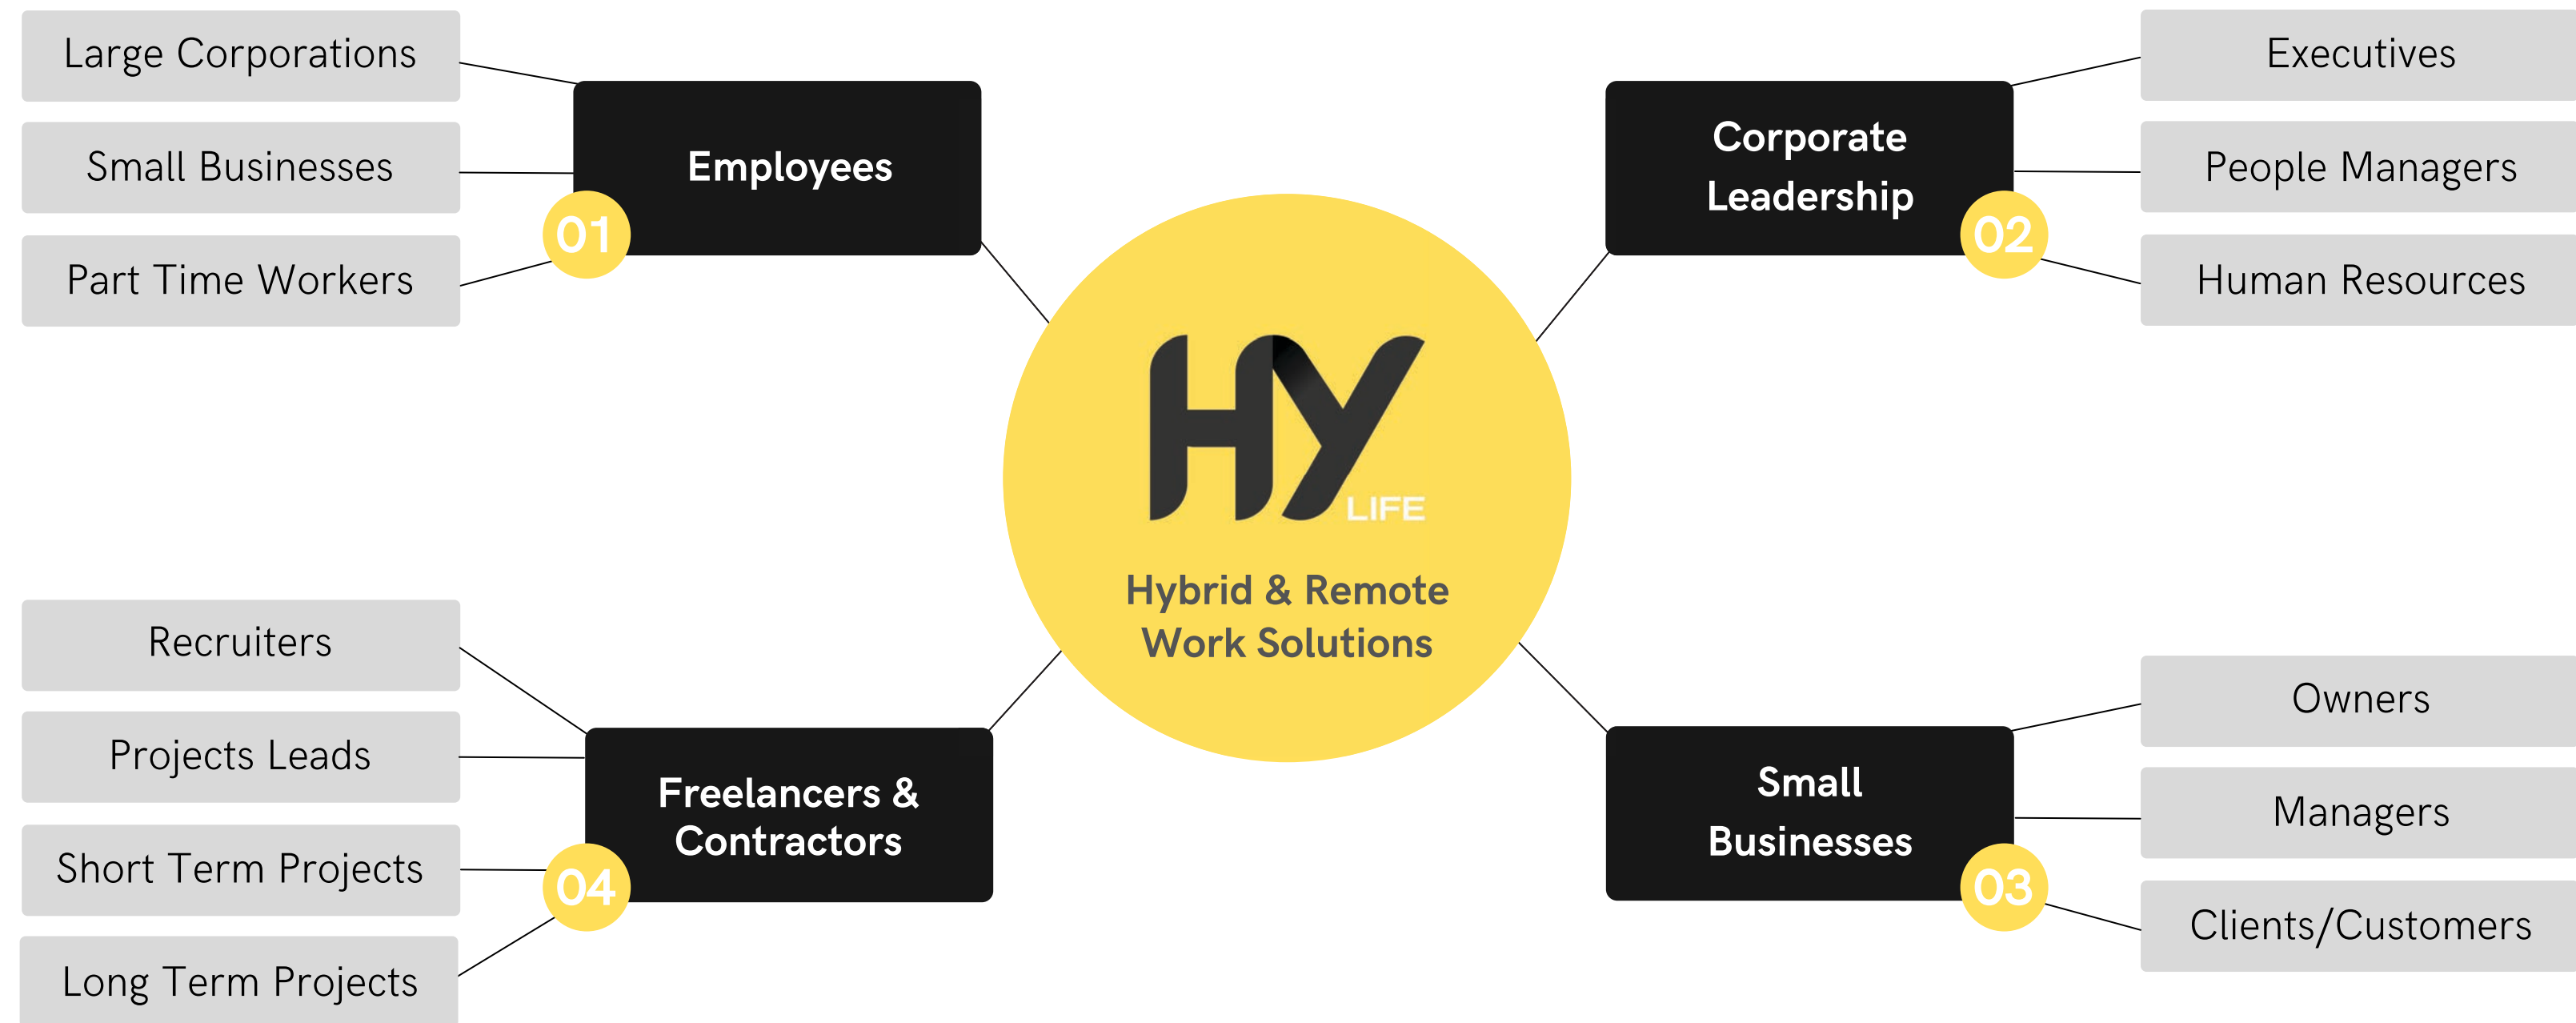 Large Corporations
Small Businesses
Part Time Workers
Employees
01
Corporate
Leadership
02
Executives
People Managers
Human Resources
HY
LIFE
Hybrid & Remote
Work Solutions
Recruiters
Projects Leads
Short Term Projects
Long Term Projects
Freelancers &
Contractors
04
Small
Businesses
03
Owners
Managers
Clients/Customers